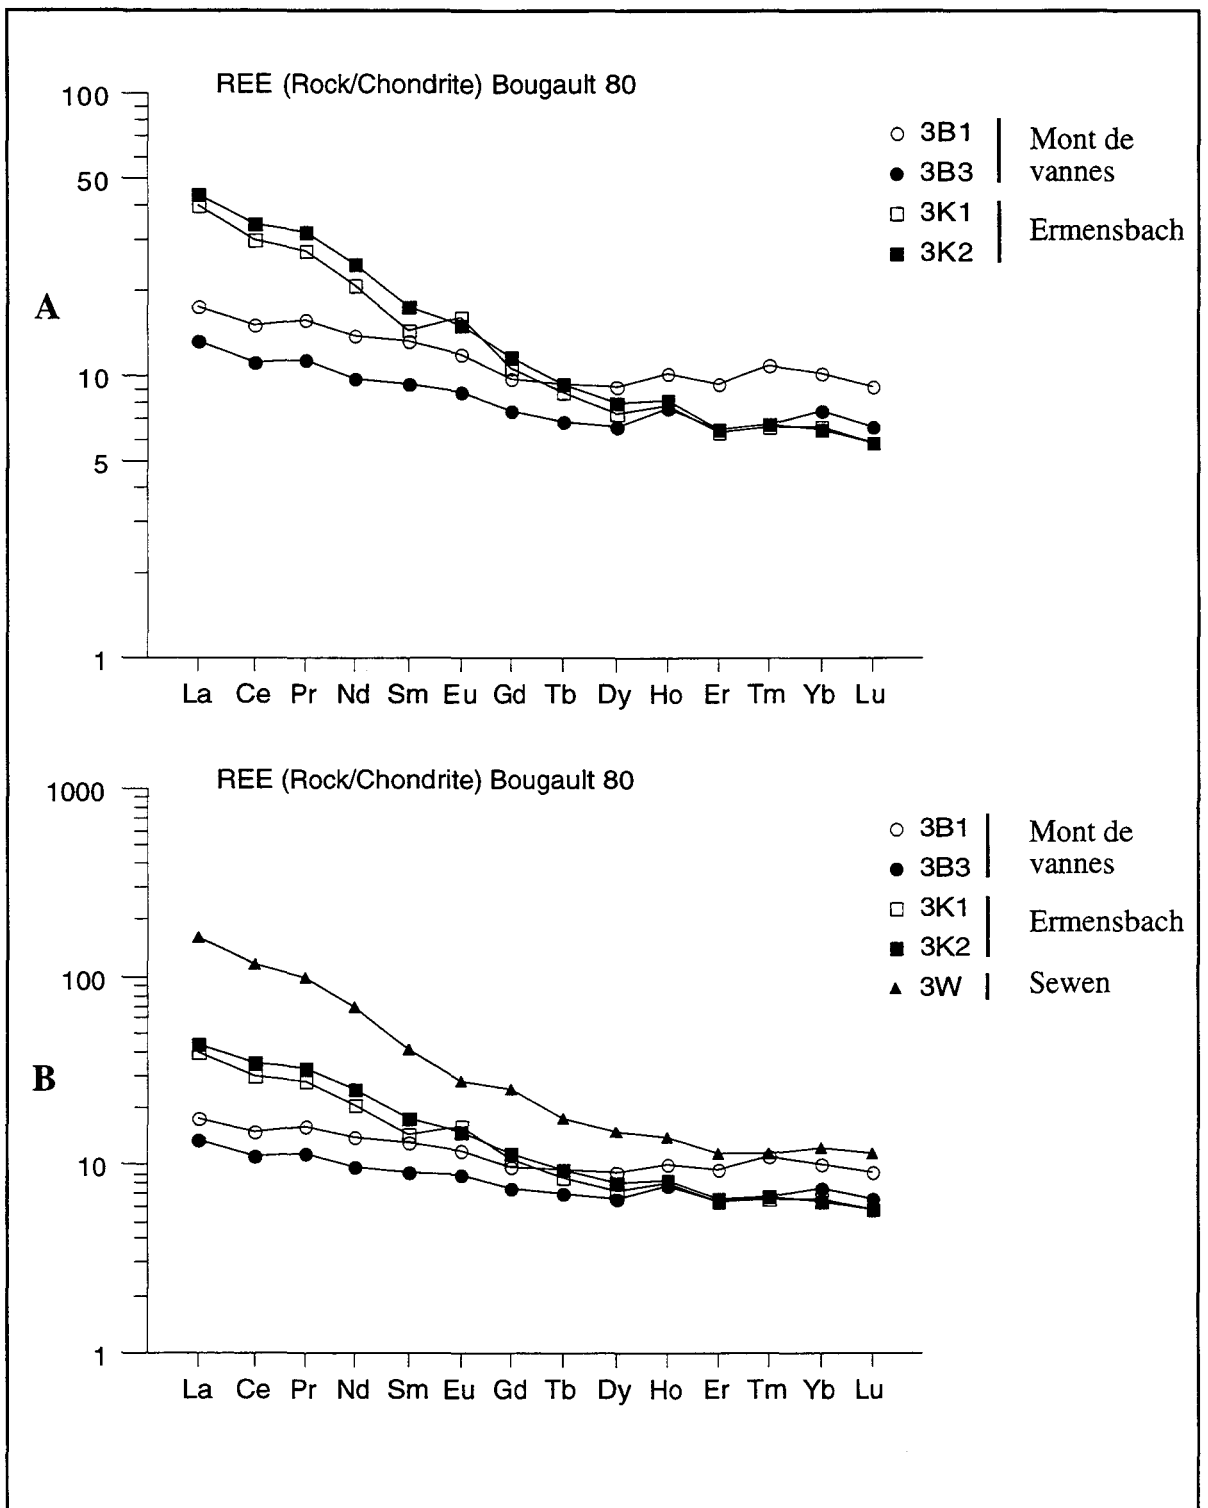 REE (Rock/Chondrite) Bougault 80
100
50
10
5
1
A
3B1
3B3
Mont de
vannes
3K1
3K2
Ermensbach
La Ce Pr Nd Sm Eu Gd Tb Dy Ho Er Tm Yb Lu
REE (Rock/Chondrite) Bougault 80
1000
100
10
1
B
3B1
3B3
Mont de
vannes
3K1
3K2
Ermensbach
3W
Sewen
La Ce Pr Nd Sm Eu Gd Tb Dy Ho Er Tm Yb Lu